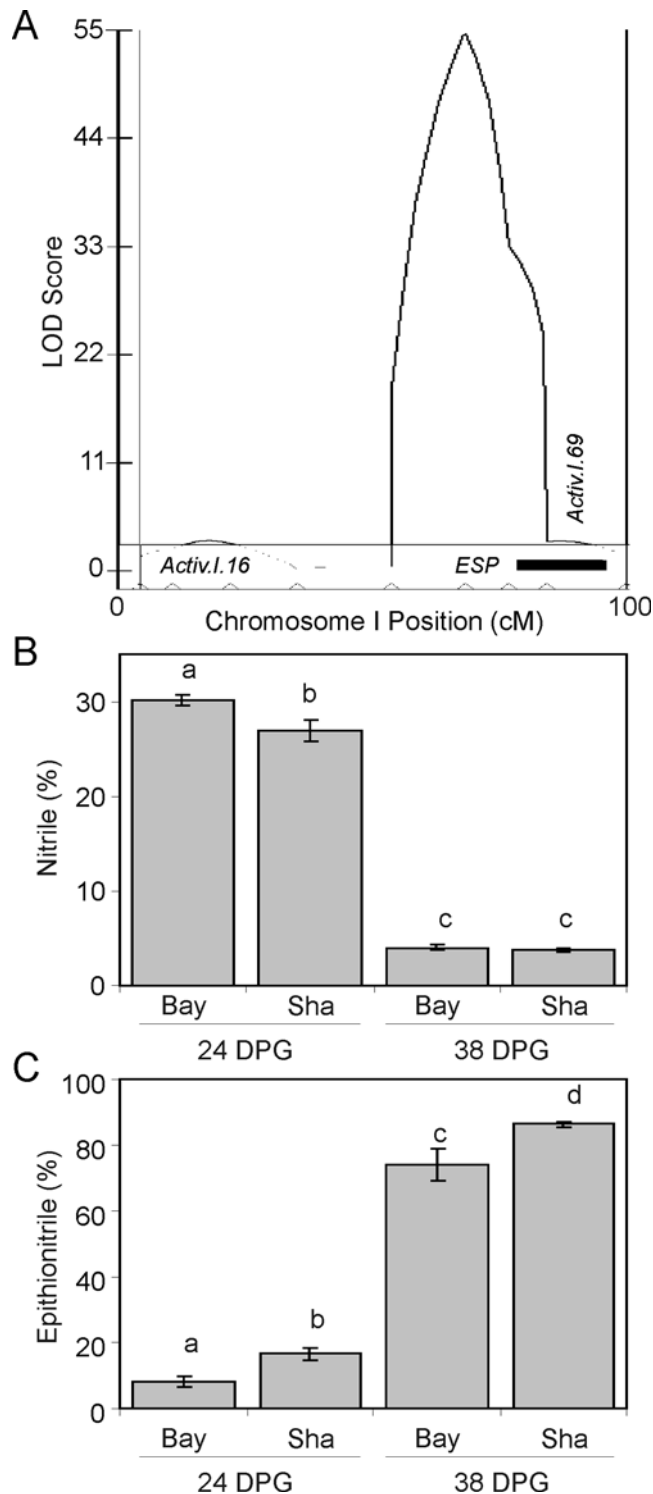 A
LOD Score
55
44
33
22
11
0
Activ.I.16
ESP
Activ.I.69
0
100
Chromosome I Position (cM)
B
Nitrile (%)
30
20
10
0
a
b
c
c
Bay
Sha
Bay
Sha
24 DPG
38 DPG
C
Epithionitrile (%)
100
80
60
40
20
0
a
b
c
d
Bay
Sha
Bay
Sha
24 DPG
38 DPG